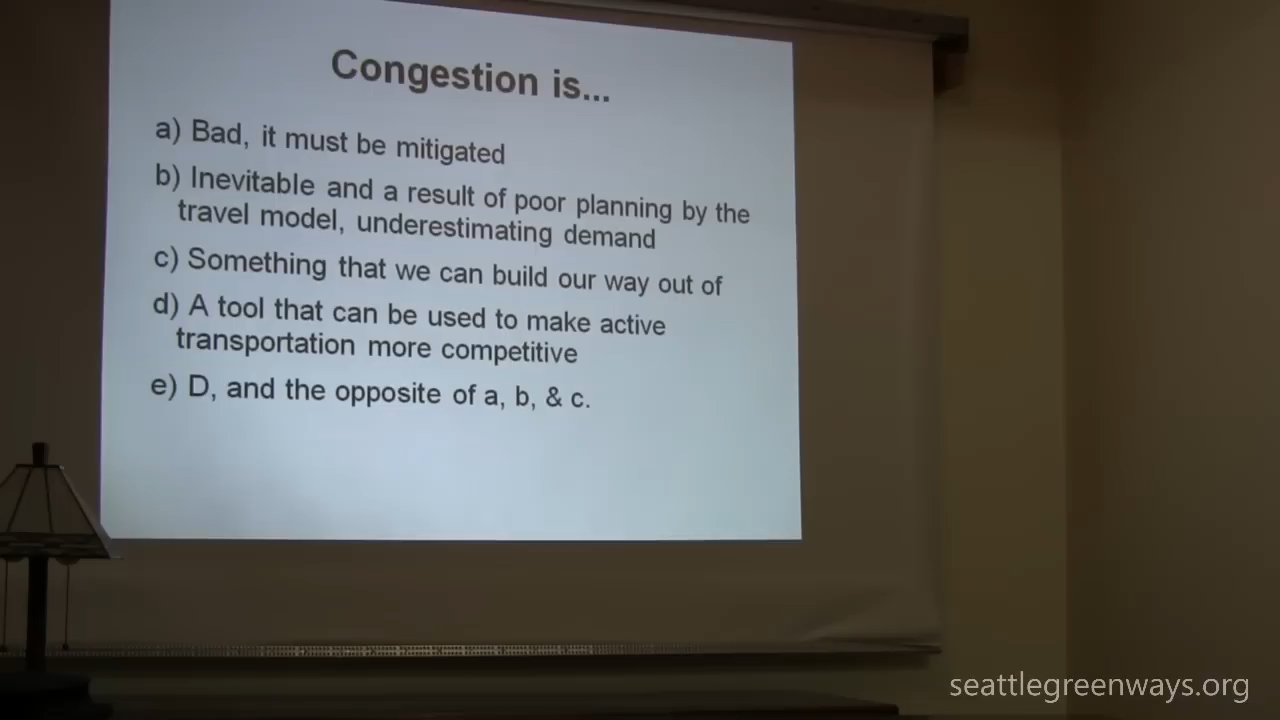 Congestion is...
a) Bad, it must be mitigated
b) Inevitable and a result of poor planning by the
travel model, underestimating demand
c) Something that we can build our way out of
d) A tool that can be used to make active
transportation more competitive
e) D, and the opposite of a, b, & c.
seattlegreenways.org